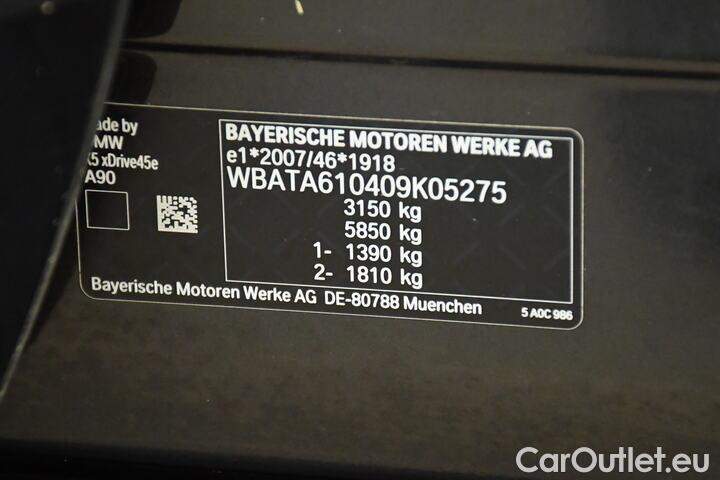 ade by
MW
X5 xDrive45e
A90
BAYERISCHE MOTOREN WERKE AG
e1*2007/46*1918
WBATA610409K05275
3150 kg
5850 kg
1- 1390 kg
2- 1810 kg
Bayerische Motoren Werke AG DE-80788 Muenchen
5 A0C 986
CarOutlet.eu